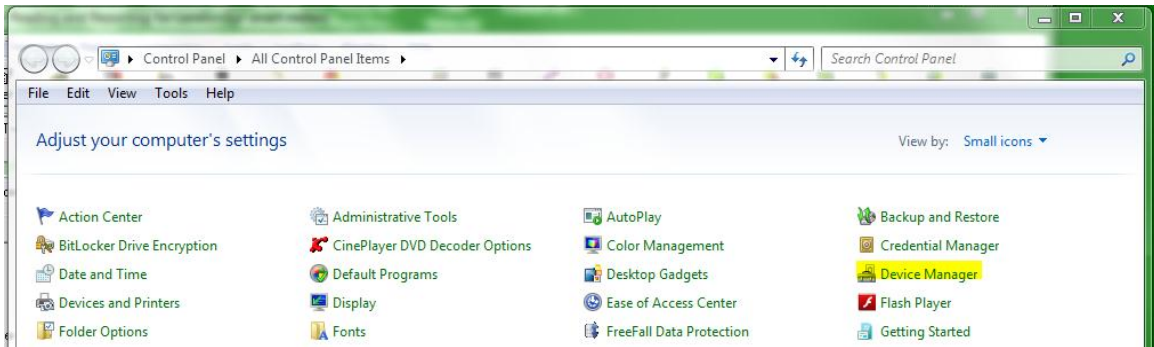 Control Panel All Control Panel Items
Search Control Panel
File Edit View Tools Help
Adjust your computer's settings
View by: Small icons
Action Center Administrative Tools AutoPlay Backup and Restore
BitLocker Drive Encryption CinePlayer DVD Decoder Options Color Management Credential Manager
Date and Time Default Programs Desktop Gadgets Device Manager
Devices and Printers Display Ease of Access Center Flash Player
Folder Options Fonts FreeFall Data Protection Getting Started